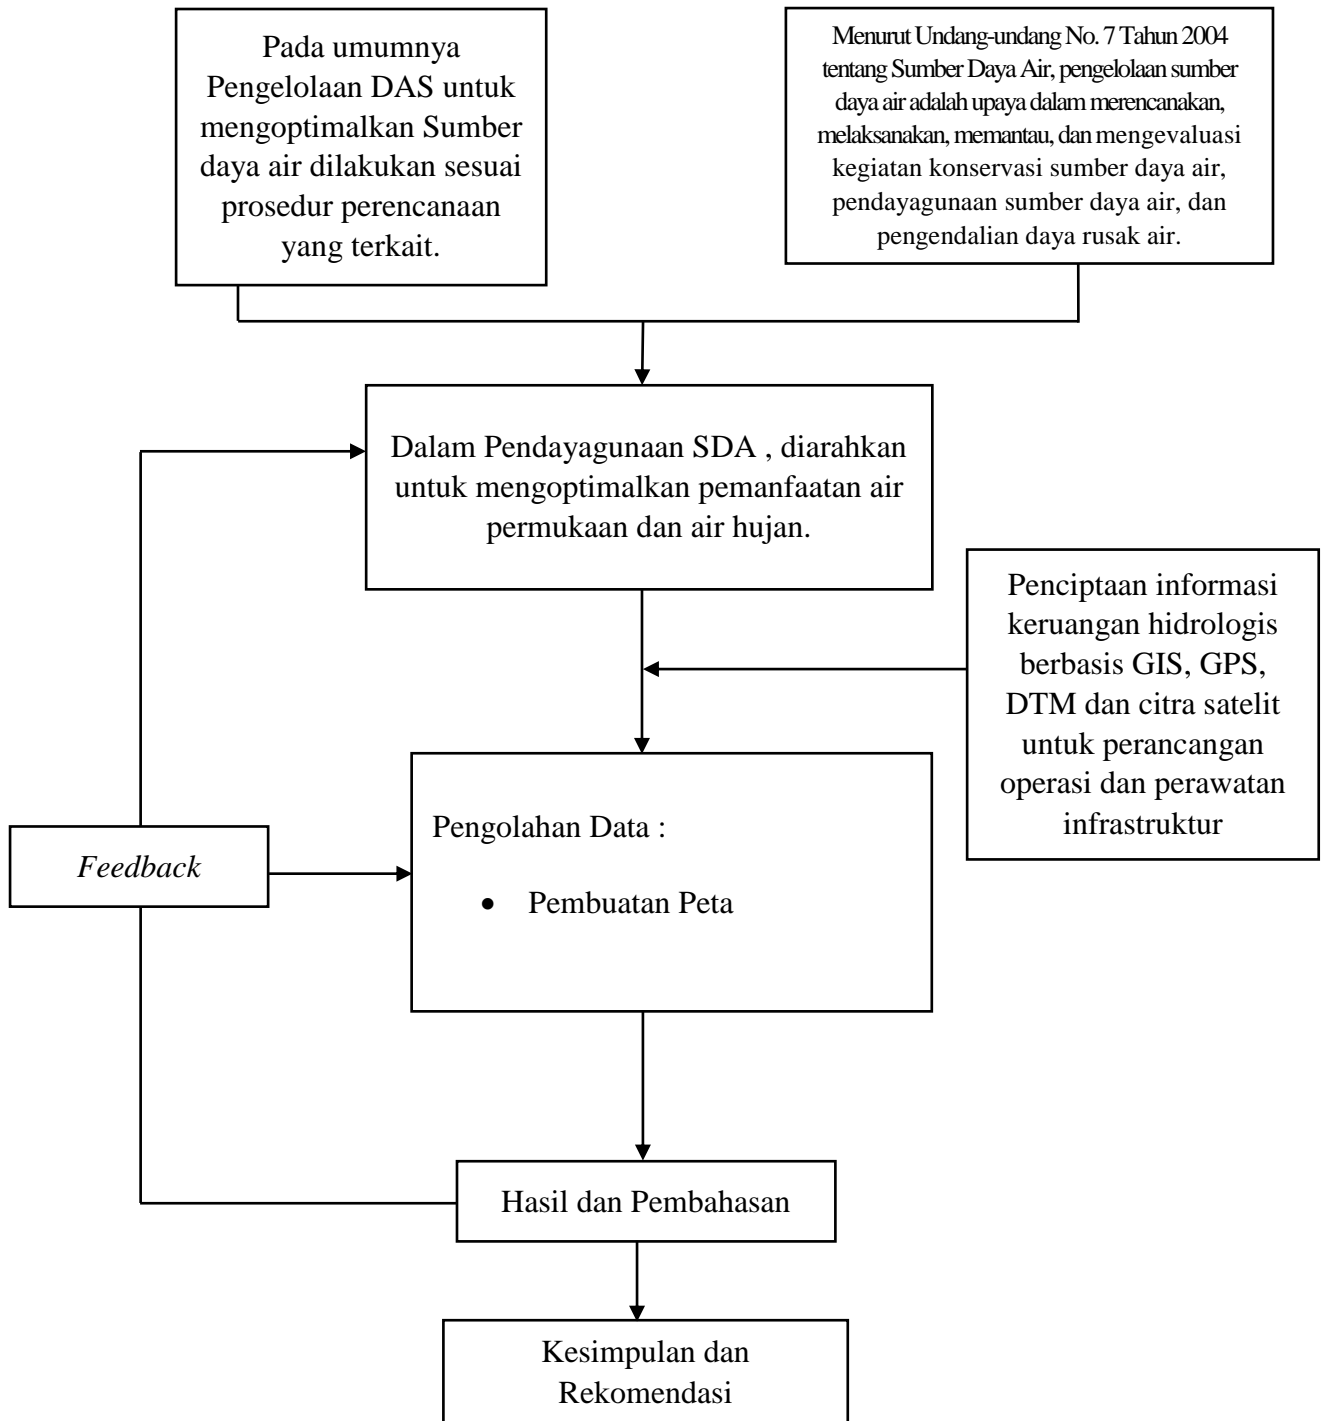 Pada umumnya
Pengelolaan DAS untuk
mengoptimalkan Sumber
daya air dilakukan sesuai
prosedur perencanaan
yang terkait.
Menurut Undang-undang No. 7 Tahun 2004
tentang Sumber Daya Air, pengelolaan sumber
daya air adalah upaya dalam merencanakan,
melaksanakan, memantau, dan mengevaluasi
kegiatan konservasi sumber daya air,
pendayagunaan sumber daya air, dan
pengendalian daya rusak air.
Dalam Pendayagunaan SDA , diarahkan
untuk mengoptimalkan pemanfaatan air
permukaan dan air hujan.
Penciptaan informasi
keruangan hidrologis
berbasis GIS, GPS,
DTM dan citra satelit
untuk perancangan
operasi dan perawatan
infrastruktur
Pengolahan Data :
• Pembuatan Peta
Feedback
Hasil dan Pembahasan
Kesimpulan dan
Rekomendasi